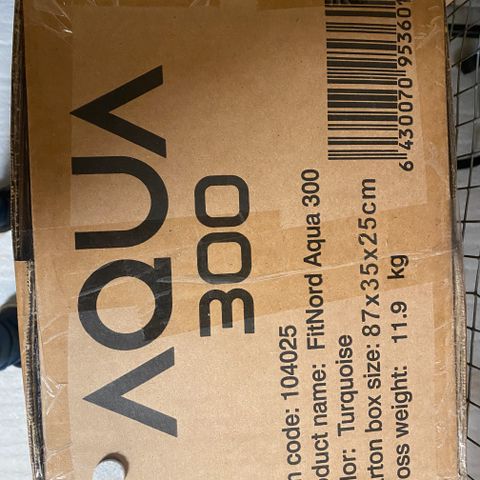 AQUA
300
m code: 104025
oduct name: FitNord Aqua 300
lor: Turquoise
arton box size: 87x35x25cm
oss weight: 11.9 kg
6 430070 95360